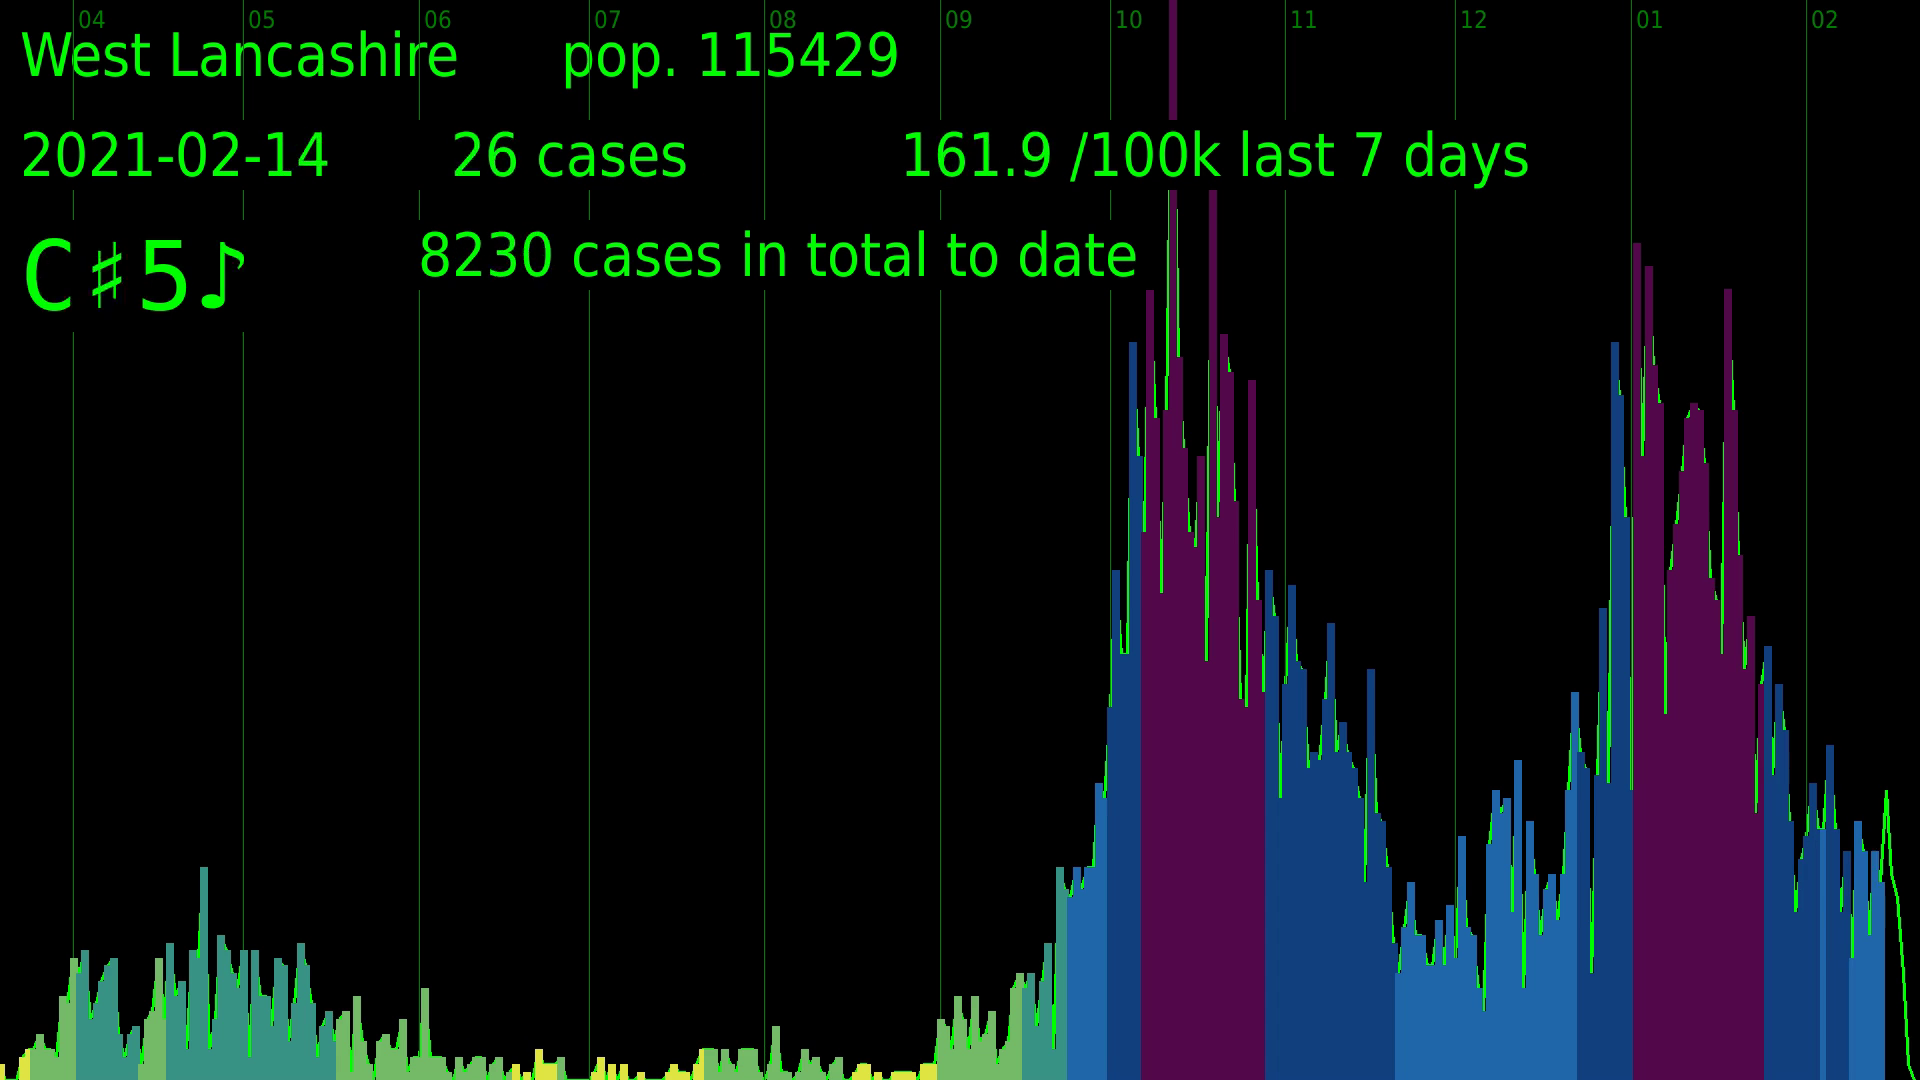 04 05 06 07 08 09 10 11 12 01 02
West Lancashire pop. 115429
2021-02-14 26 cases 161.9 /100k last 7 days
8230 cases in total to date
C♯5♪